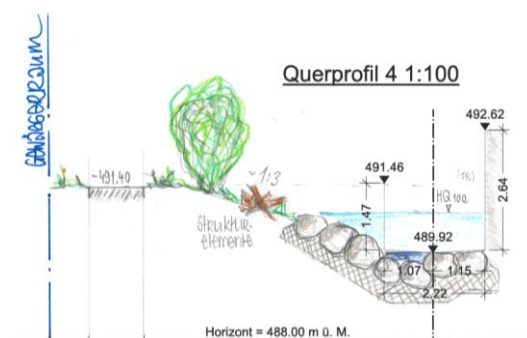 Gewässerraum
Querprofil 4 1:100
492.62
491.46
~491.40
~1:3
HQ100
2.64
1.47
Struktur-
elemente
489.92
1.07
1.15
2.22
Horizont = 488.00 m ü. M.